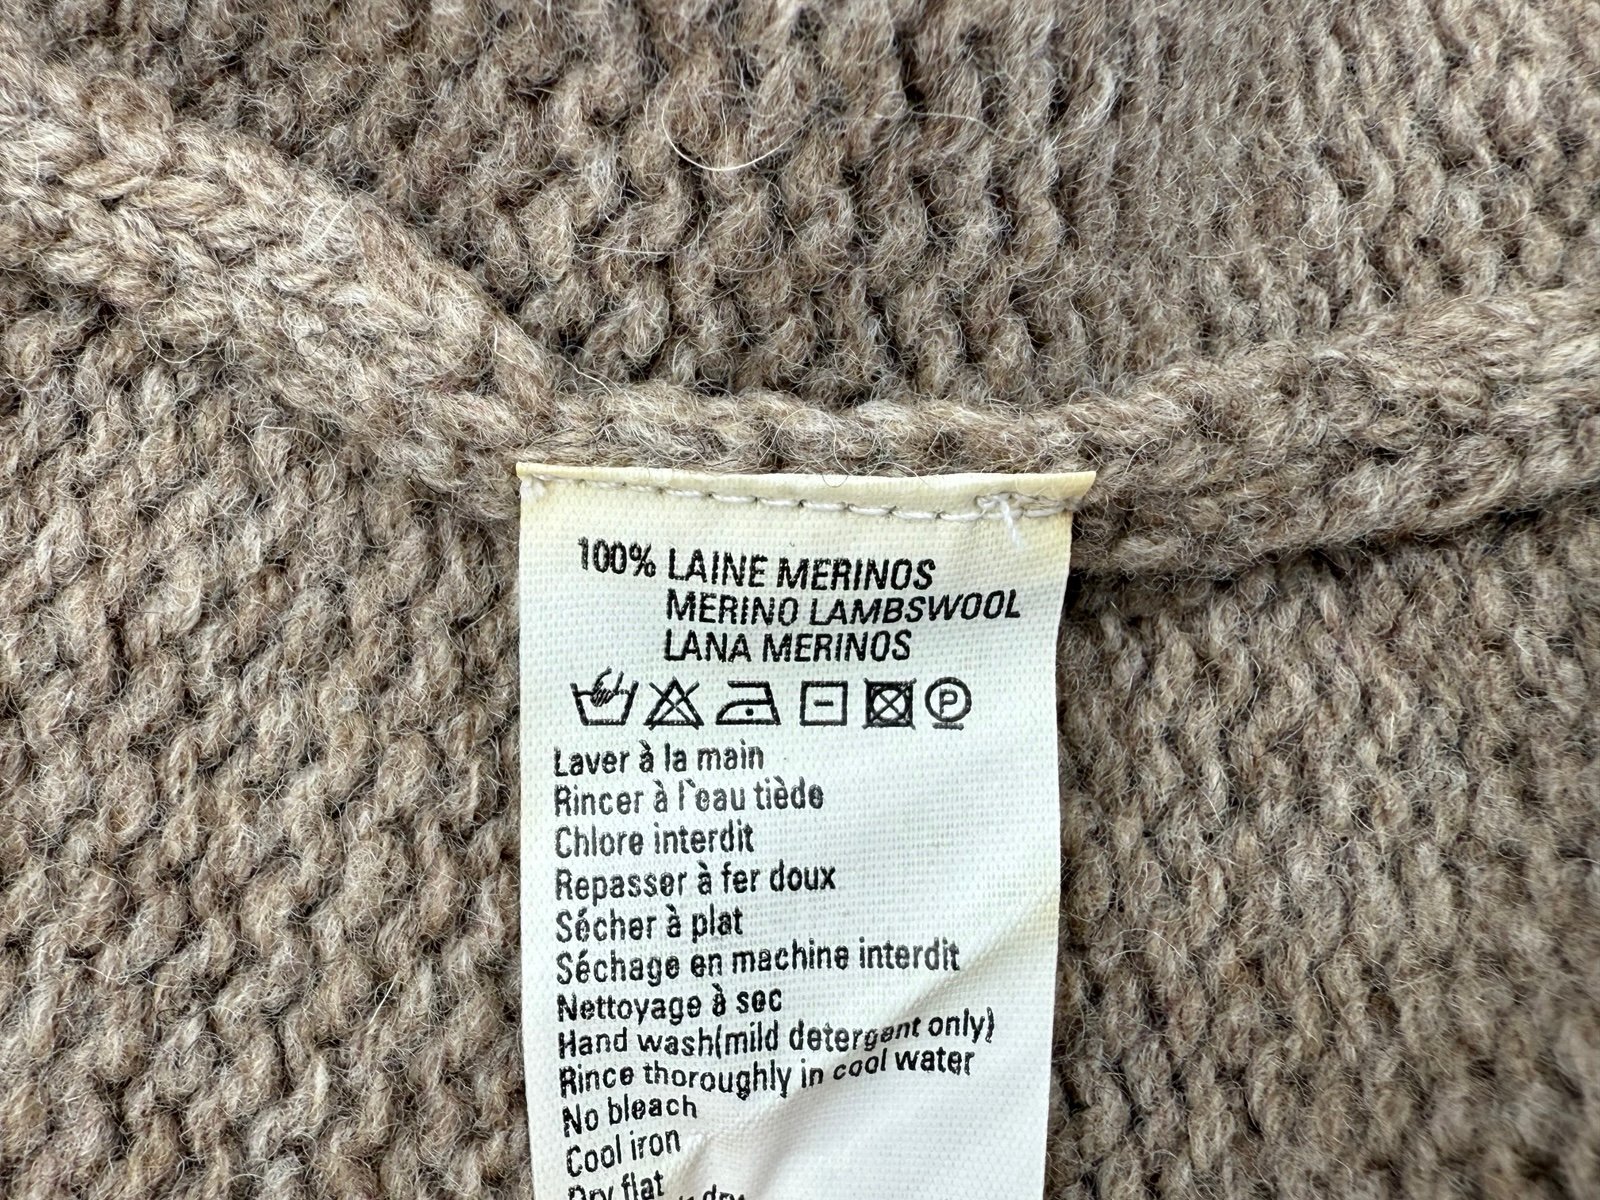 100% LAINE MERINOS
MERINO LAMBSWOOL
LANA MERINOS
P
Laver à la main
Rincer à l'eau tiède
Chlore interdit
Repasser à fer doux
Sécher à plat
Séchage en machine interdit
Nettoyage à sec
Hand wash(mild detergent only)
Rince thoroughly in cool water
No bleach
Cool iron
Dry flat